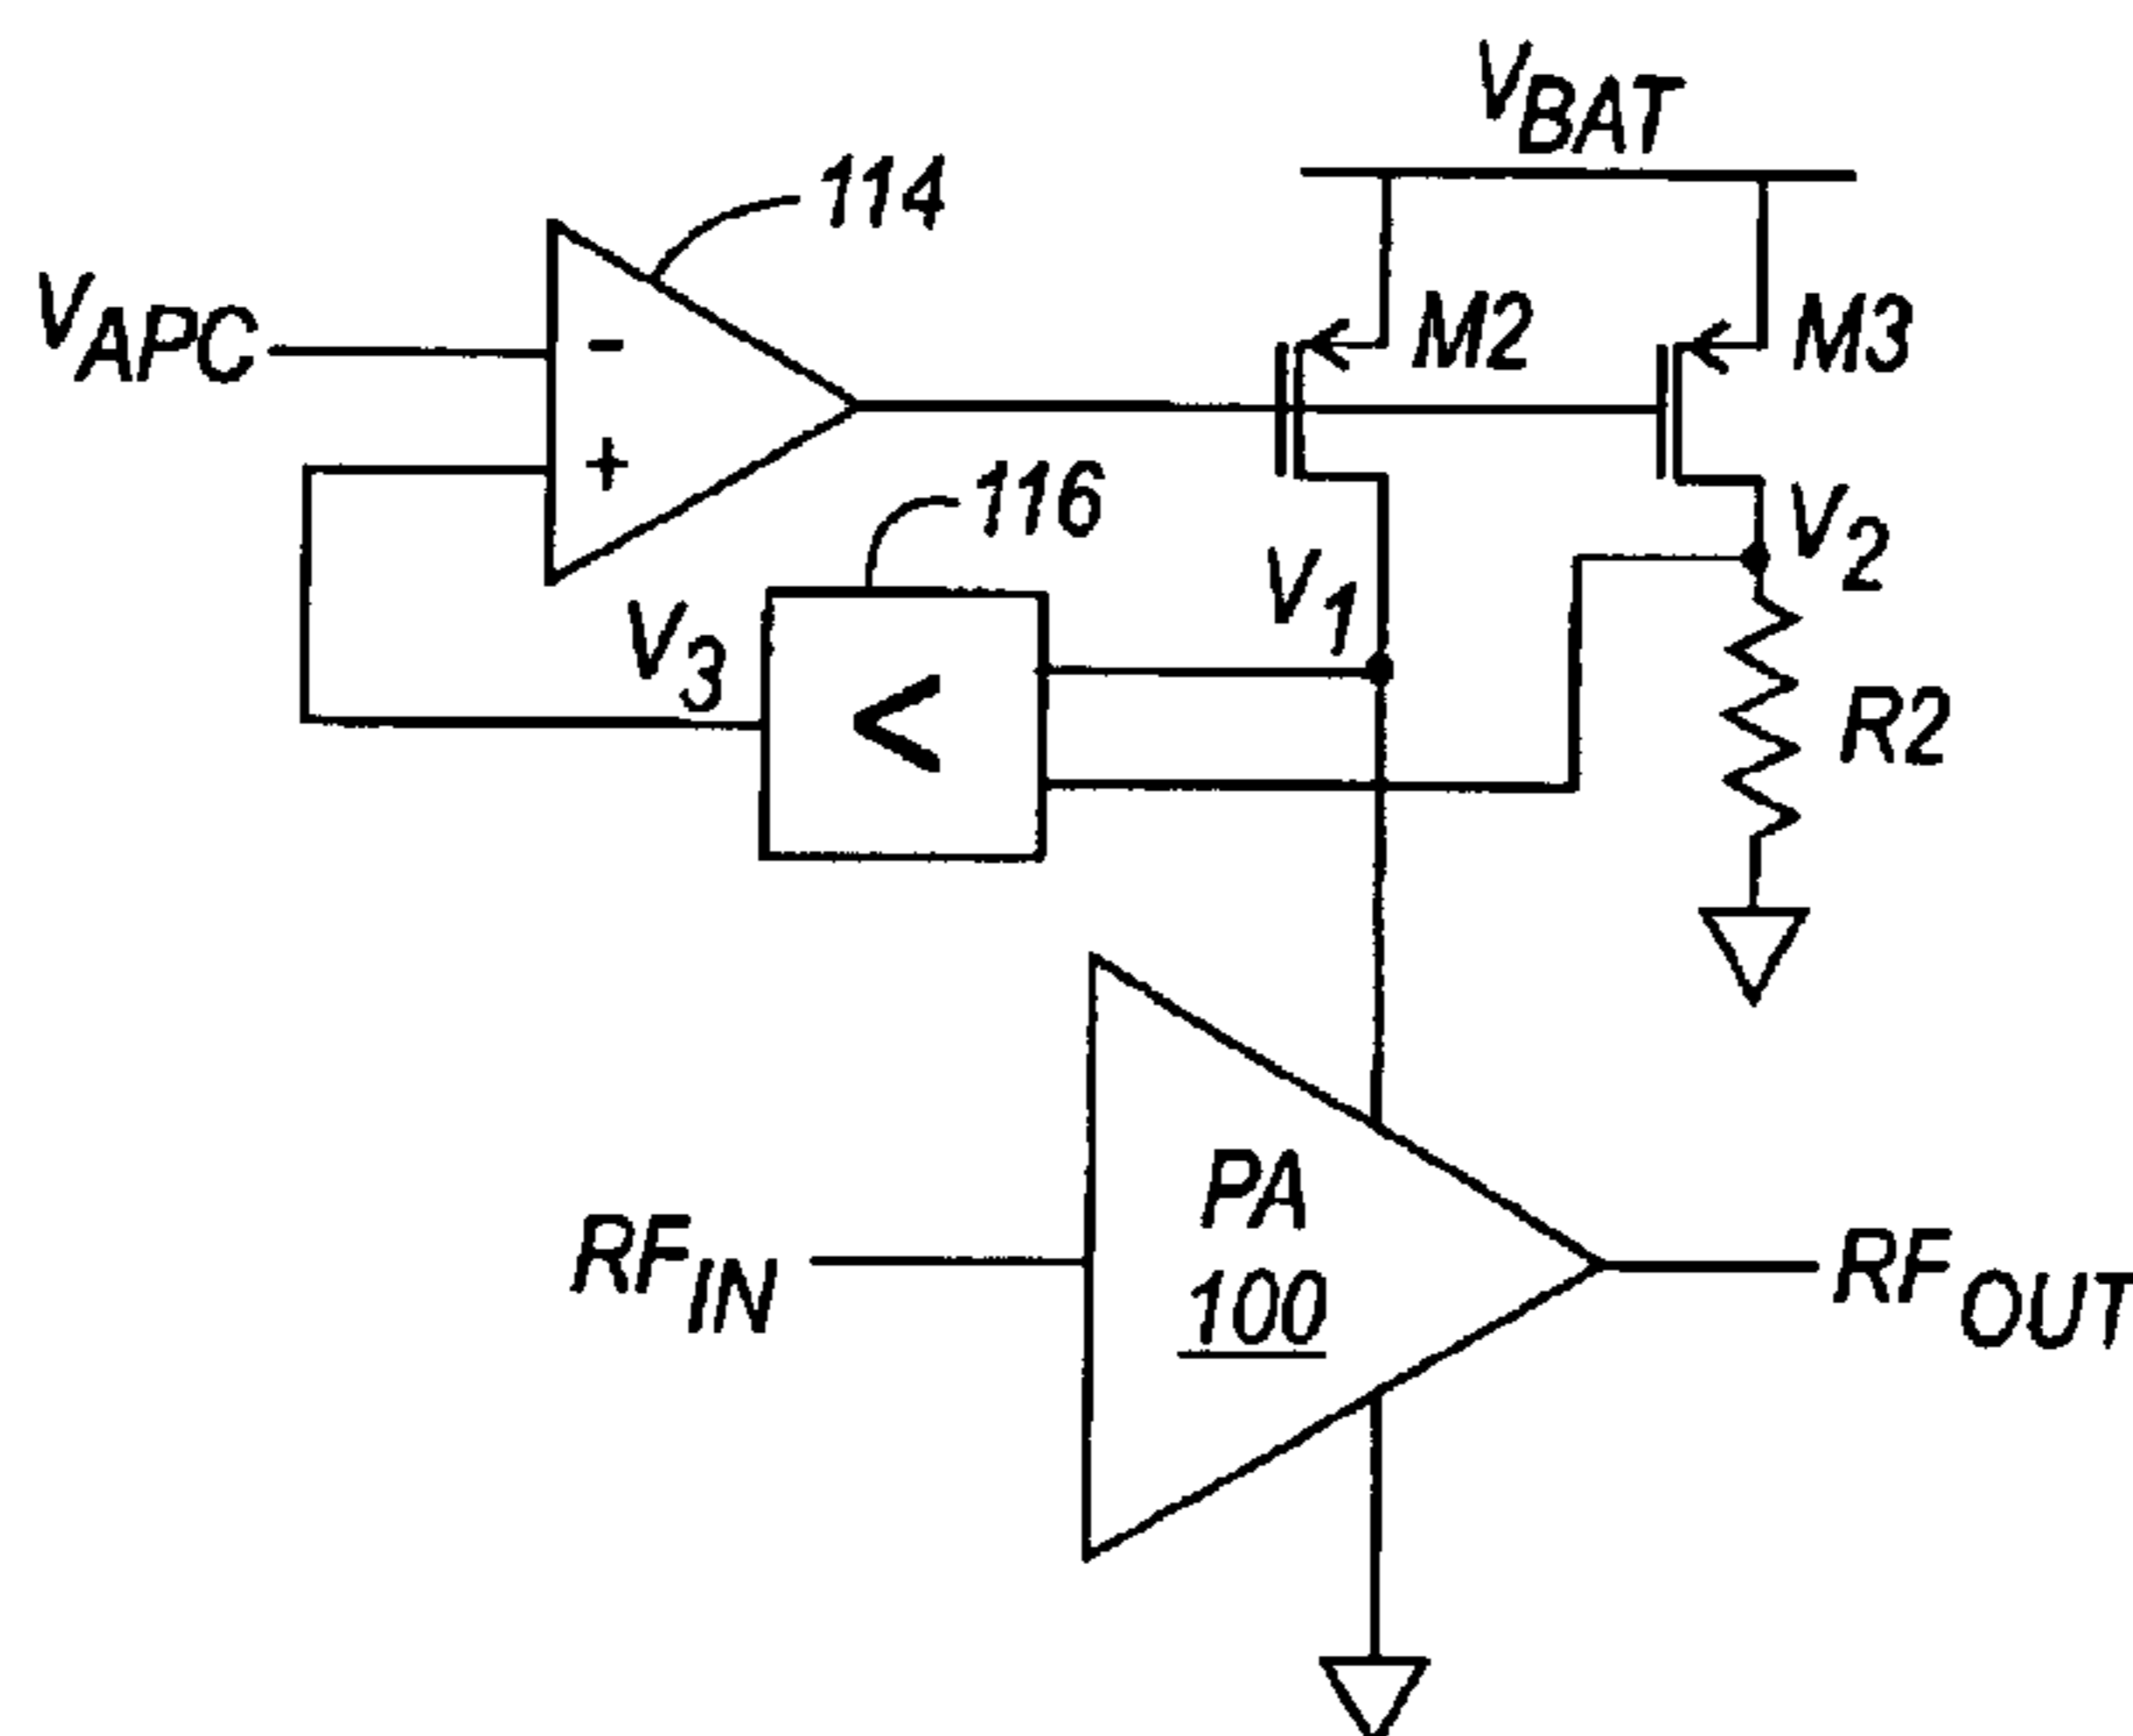 VBAT
114
VAPC
-
M2
M3
+
116
V1
V2
V3
<
R2
PA
100
RFIN
RFOUT